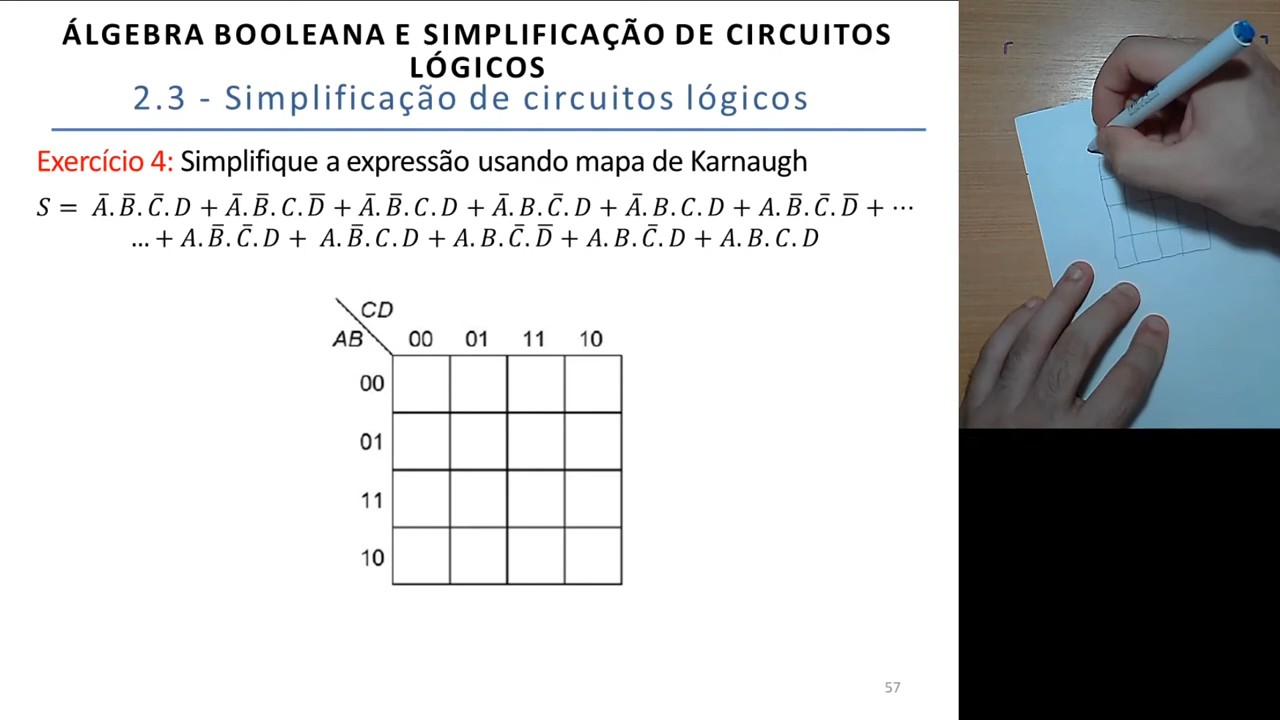 ÁLGEBRA BOOLEANA E SIMPLIFICAÇÃO DE CIRCUITOS
LÓGICOS
2.3 - Simplificação de circuitos lógicos
Exercício 4: Simplifique a expressão usando mapa de Karnaugh
S = Ā.B̄.C̄.D + Ā.B̄.C.D̄ + Ā.B̄.C.D + Ā.B.C̄.D + Ā.B.C.D + A.B̄.C̄.D̄ + ⋯
... + A.B̄.C̄.D + A.B̄.C.D + A.B.C̄.D̄ + A.B.C̄.D + A.B.C.D
CD
AB 00 01 11 10
00
01
11
10
57